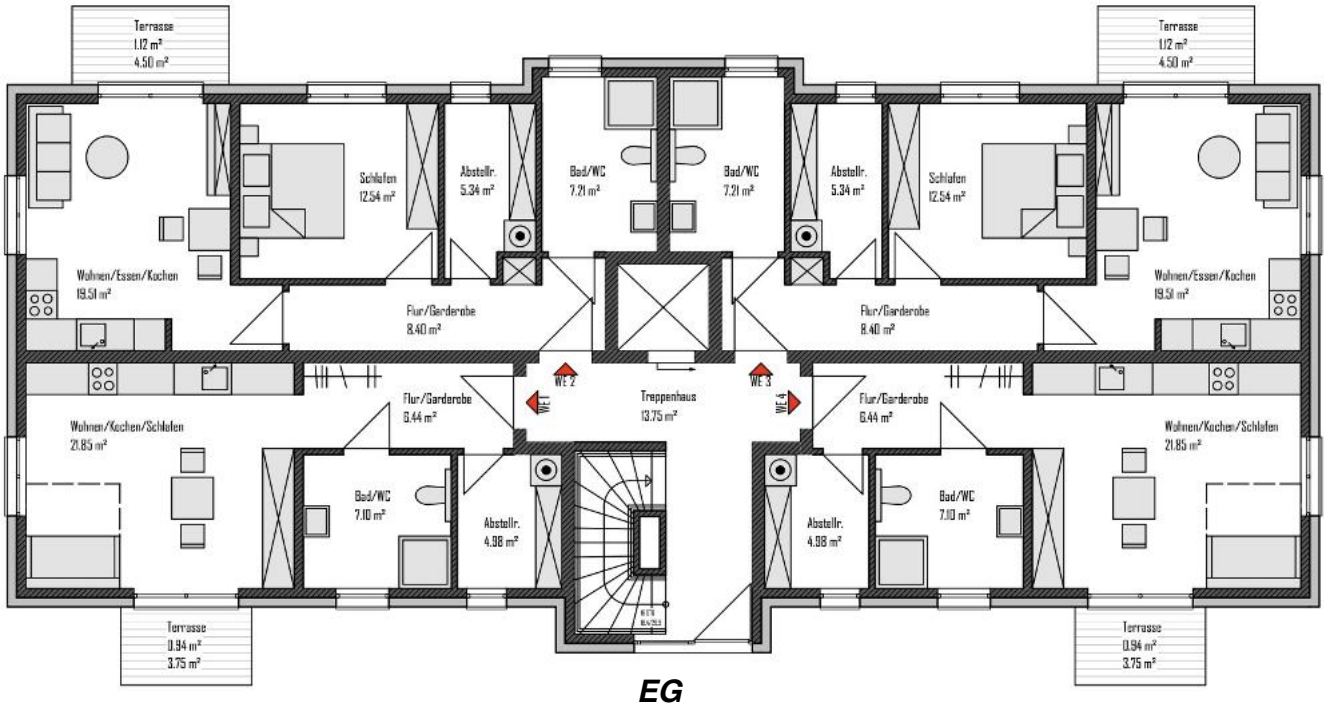 Terrasse
1.12 m²
4.50 m²
Terrasse
1.12 m²
4.50 m²
Schlafen
12.54 m²
Abstellr.
5.34 m²
Bad/WC
7.21 m²
Bad/WC
7.21 m²
Abstellr.
5.34 m²
Schlafen
12.54 m²
Wohnen/Essen/Kochen
19.51 m²
Flur/Garderobe
8.40 m²
Flur/Garderobe
8.40 m²
Wohnen/Essen/Kochen
19.51 m²
WE 2
WE 3
WE 1
WE 4
Treppenhaus
13.75 m²
Flur/Garderobe
6.44 m²
Flur/Garderobe
6.44 m²
Wohnen/Kochen/Schlafen
21.85 m²
Wohnen/Kochen/Schlafen
21.85 m²
Bad/WC
7.10 m²
Abstellr.
4.98 m²
Abstellr.
4.98 m²
Bad/WC
7.10 m²
Terrasse
0.94 m²
3.75 m²
Terrasse
0.94 m²
3.75 m²
EG